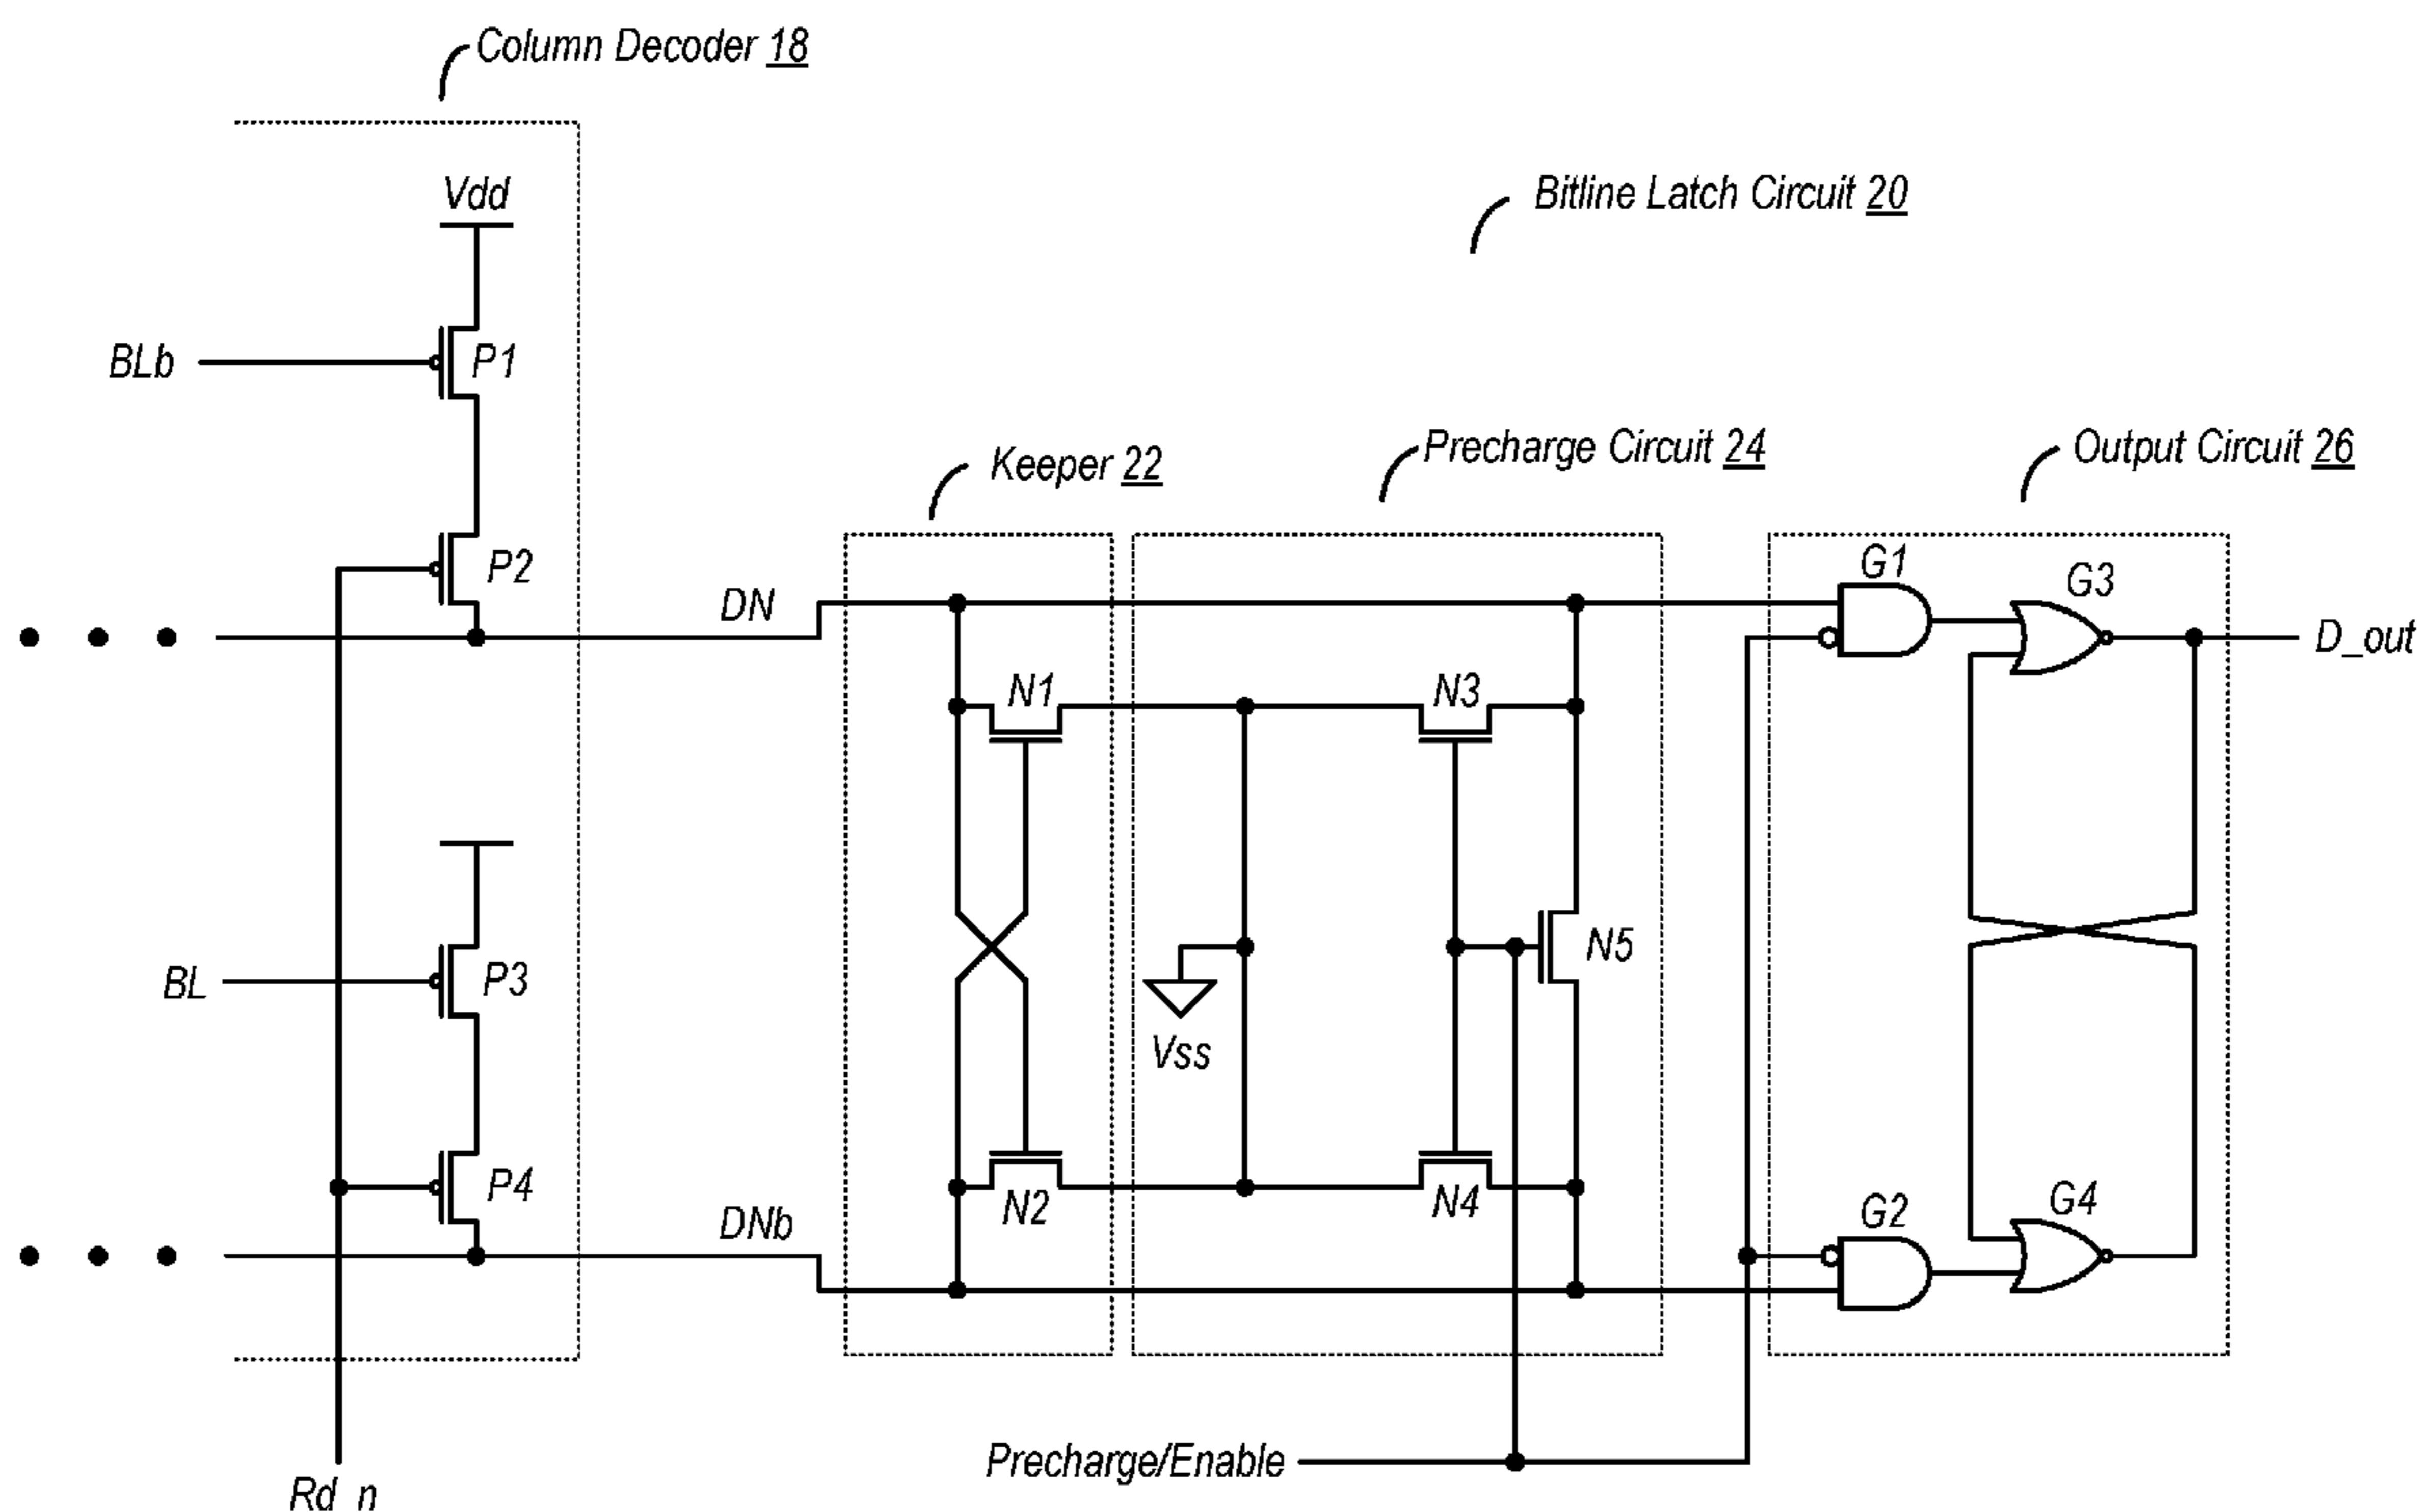 Column Decoder 18
Vdd
Bitline Latch Circuit 20
BLb
P1
Keeper 22
Precharge Circuit 24
Output Circuit 26
P2
DN
G1
G3
N1
N3
D_out
BL
P3
N5
Vss
P4
DNb
N2
N4
G2
G4
Precharge/Enable
Rd_n